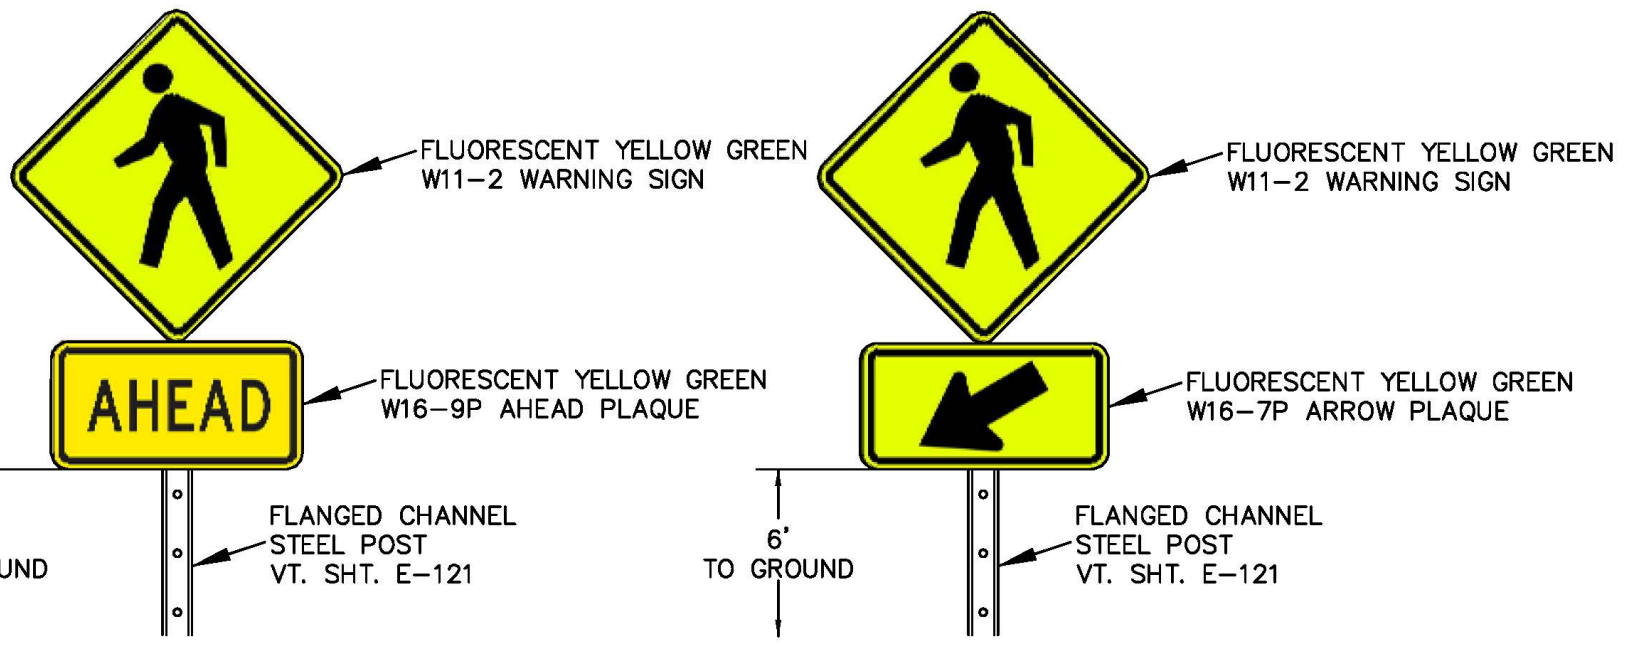 FLUORESCENT YELLOW GREEN
W11-2 WARNING SIGN
AHEAD
FLUORESCENT YELLOW GREEN
W16-9P AHEAD PLAQUE
UND
FLANGED CHANNEL
STEEL POST
VT. SHT. E-121
FLUORESCENT YELLOW GREEN
W11-2 WARNING SIGN
FLUORESCENT YELLOW GREEN
W16-7P ARROW PLAQUE
6'
TO GROUND
FLANGED CHANNEL
STEEL POST
VT. SHT. E-121